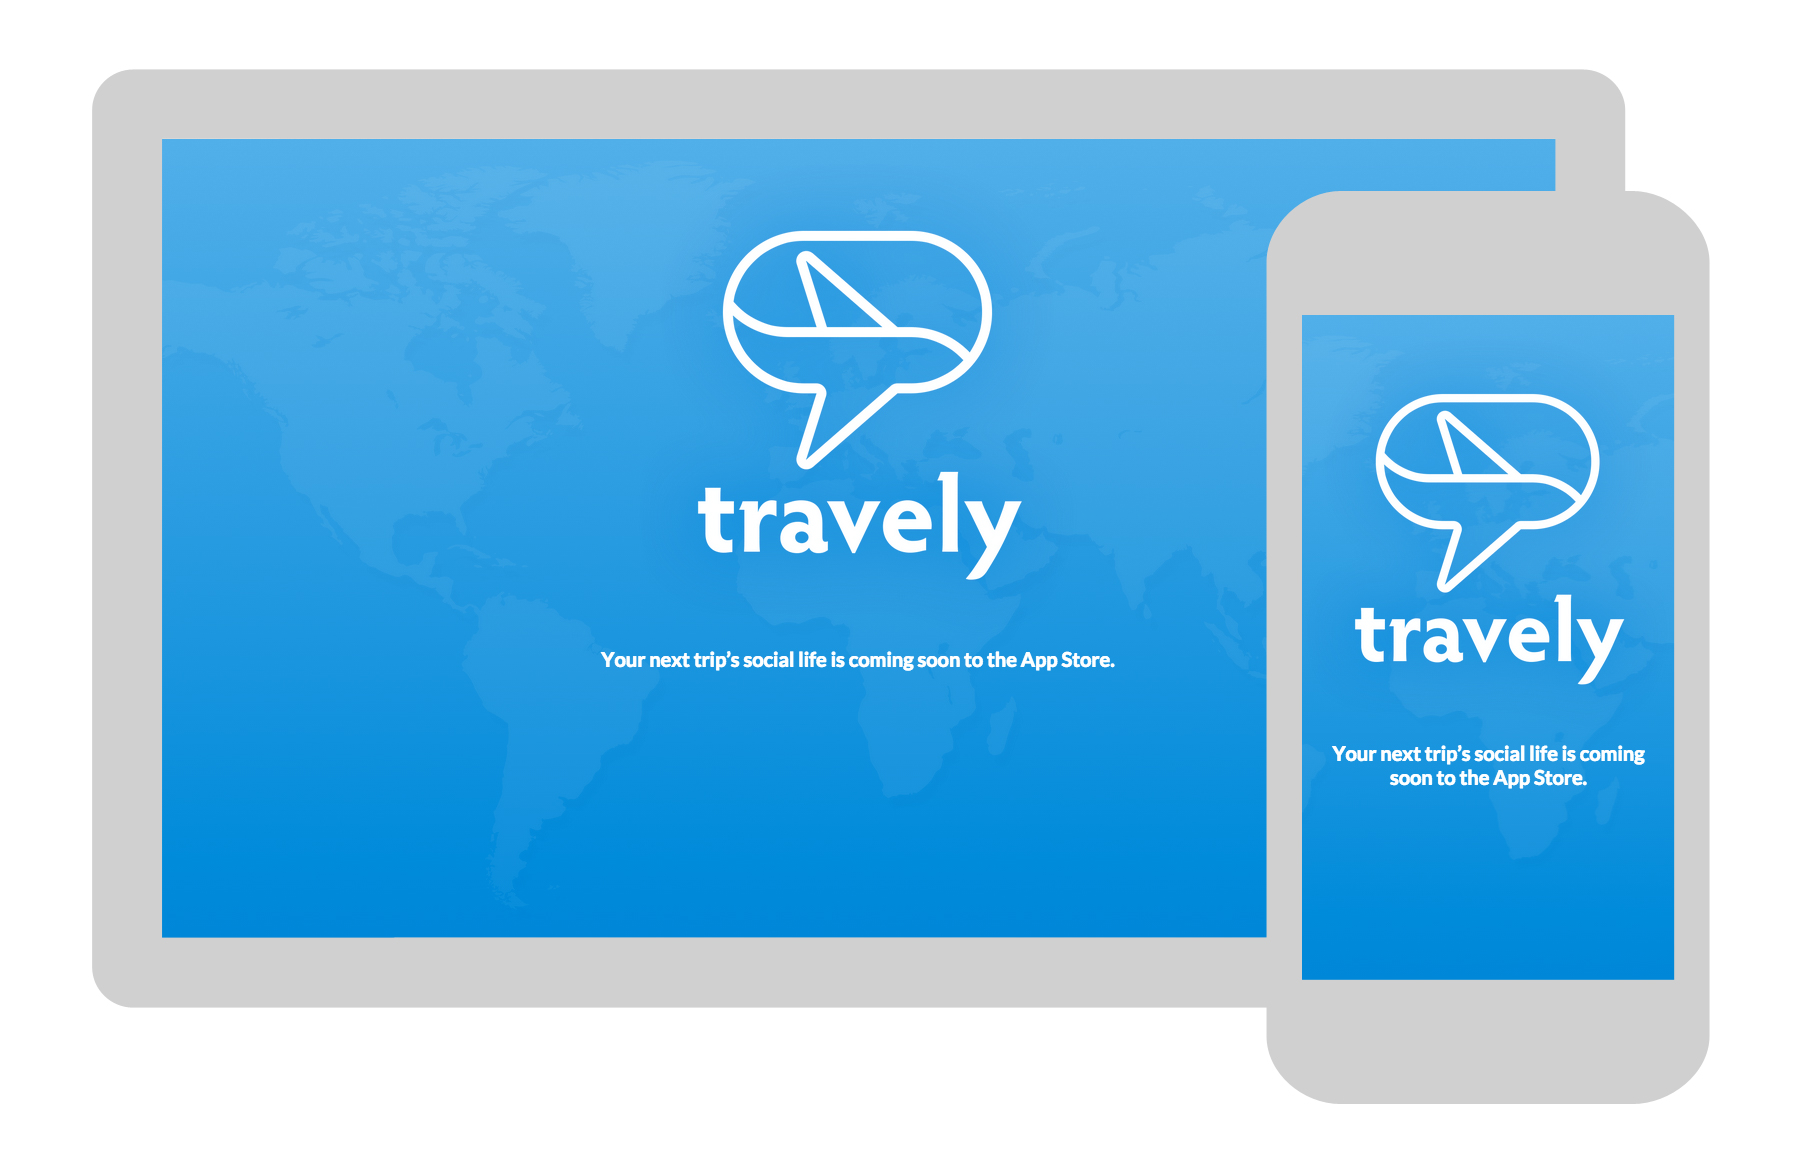 travely
Your next trip's social life is coming soon to the App Store.
travely
Your next trip's social life is coming
soon to the App Store.